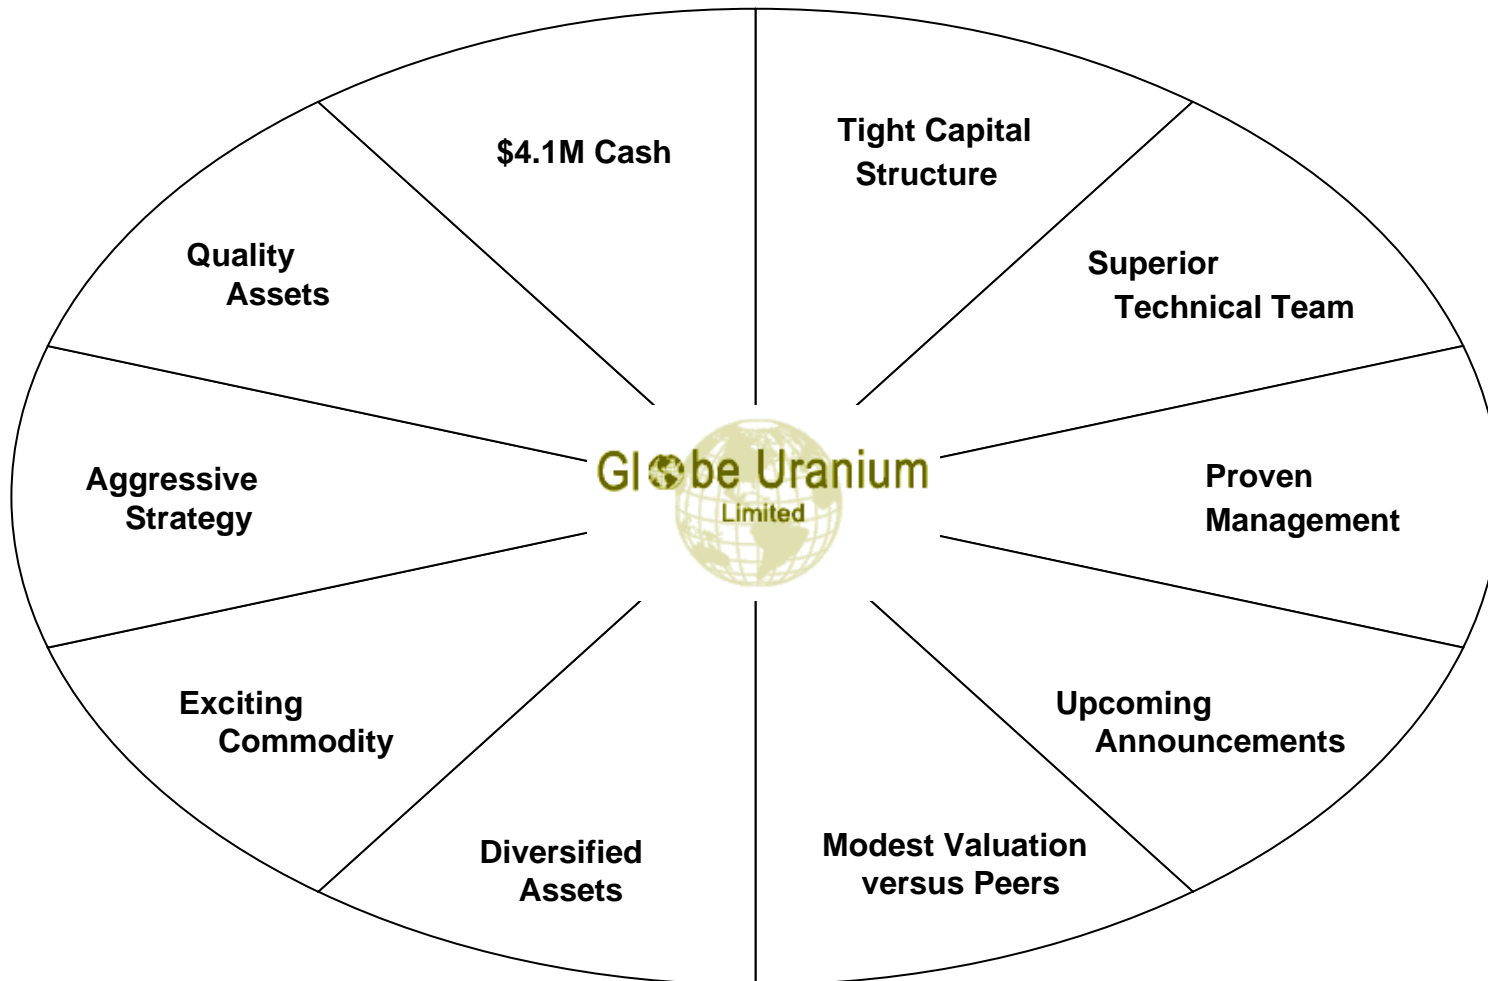 $4.1M Cash
Tight Capital
Structure
Superior
Technical Team
Proven
Management
Upcoming
Announcements
Modest Valuation
versus Peers
Diversified
Assets
Exciting
Commodity
Aggressive
Strategy
Quality
Assets
Globe Uranium
Limited